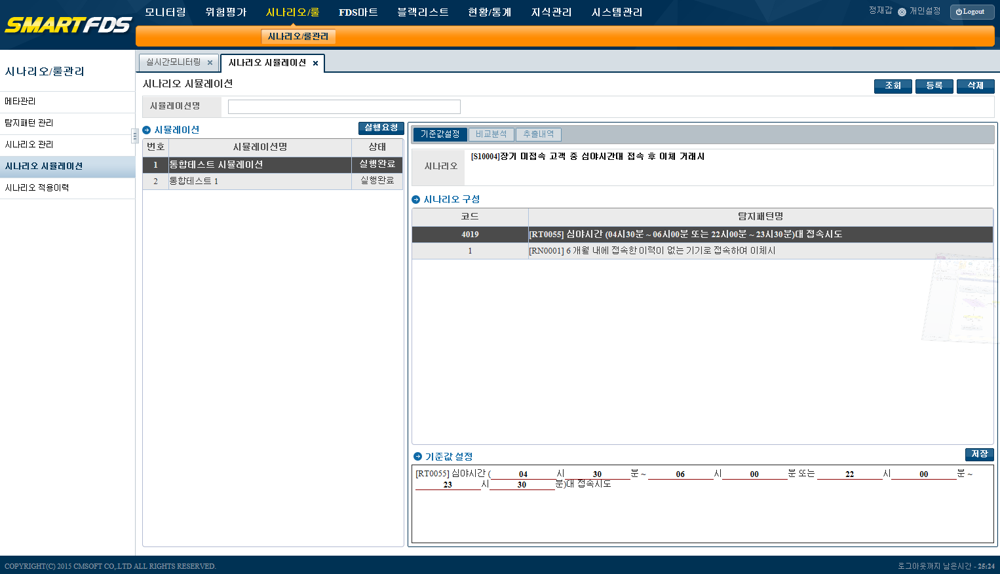 모니터링 위험평가 시나리오/룰 FDS마트 블랙리스트 현황/통계 지식관리 시스템관리
정재갑 개인설정 Logout
SMARTFDS
시나리오/룰관리
시나리오/룰관리
메타관리
탐지패턴 관리
시나리오 관리
시나리오 시뮬레이션
시나리오 적용이력
실시간모니터링 × 시나리오 시뮬레이션 ×
시나리오 시뮬레이션
조회 등록 삭제
시뮬레이션명
시뮬레이션 실행요청
번호 시뮬레이션명 상태
1 통합테스트 시뮬레이션 실행완료
2 통합테스트 1 실행완료
기준값설정 비교분석 추출내역
시나리오 [S10004]장기 미접속 고객 중 심야시간대 접속 후 이체 거래시
시나리오 구성
코드 탐지패턴명
4019 [RT0055] 심야시간 (04시30분 ~ 06시00분 또는 22시00분 ~ 23시30분)대 접속시도
1 [RN0001] 6 개월 내에 접속한 이력이 없는 기기로 접속하여 이체시
기준값 설정 저장
[RT0055] 심야시간 ( 04 시 30 분 ~ 06 시 00 분 또는 22 시 00 분 ~
23 시 30 분)대 접속시도
COPYRIGHT(C) 2015 CMSOFT CO,.LTD ALL RIGHTS RESERVED.
로그아웃까지 남은시간 - 25:24